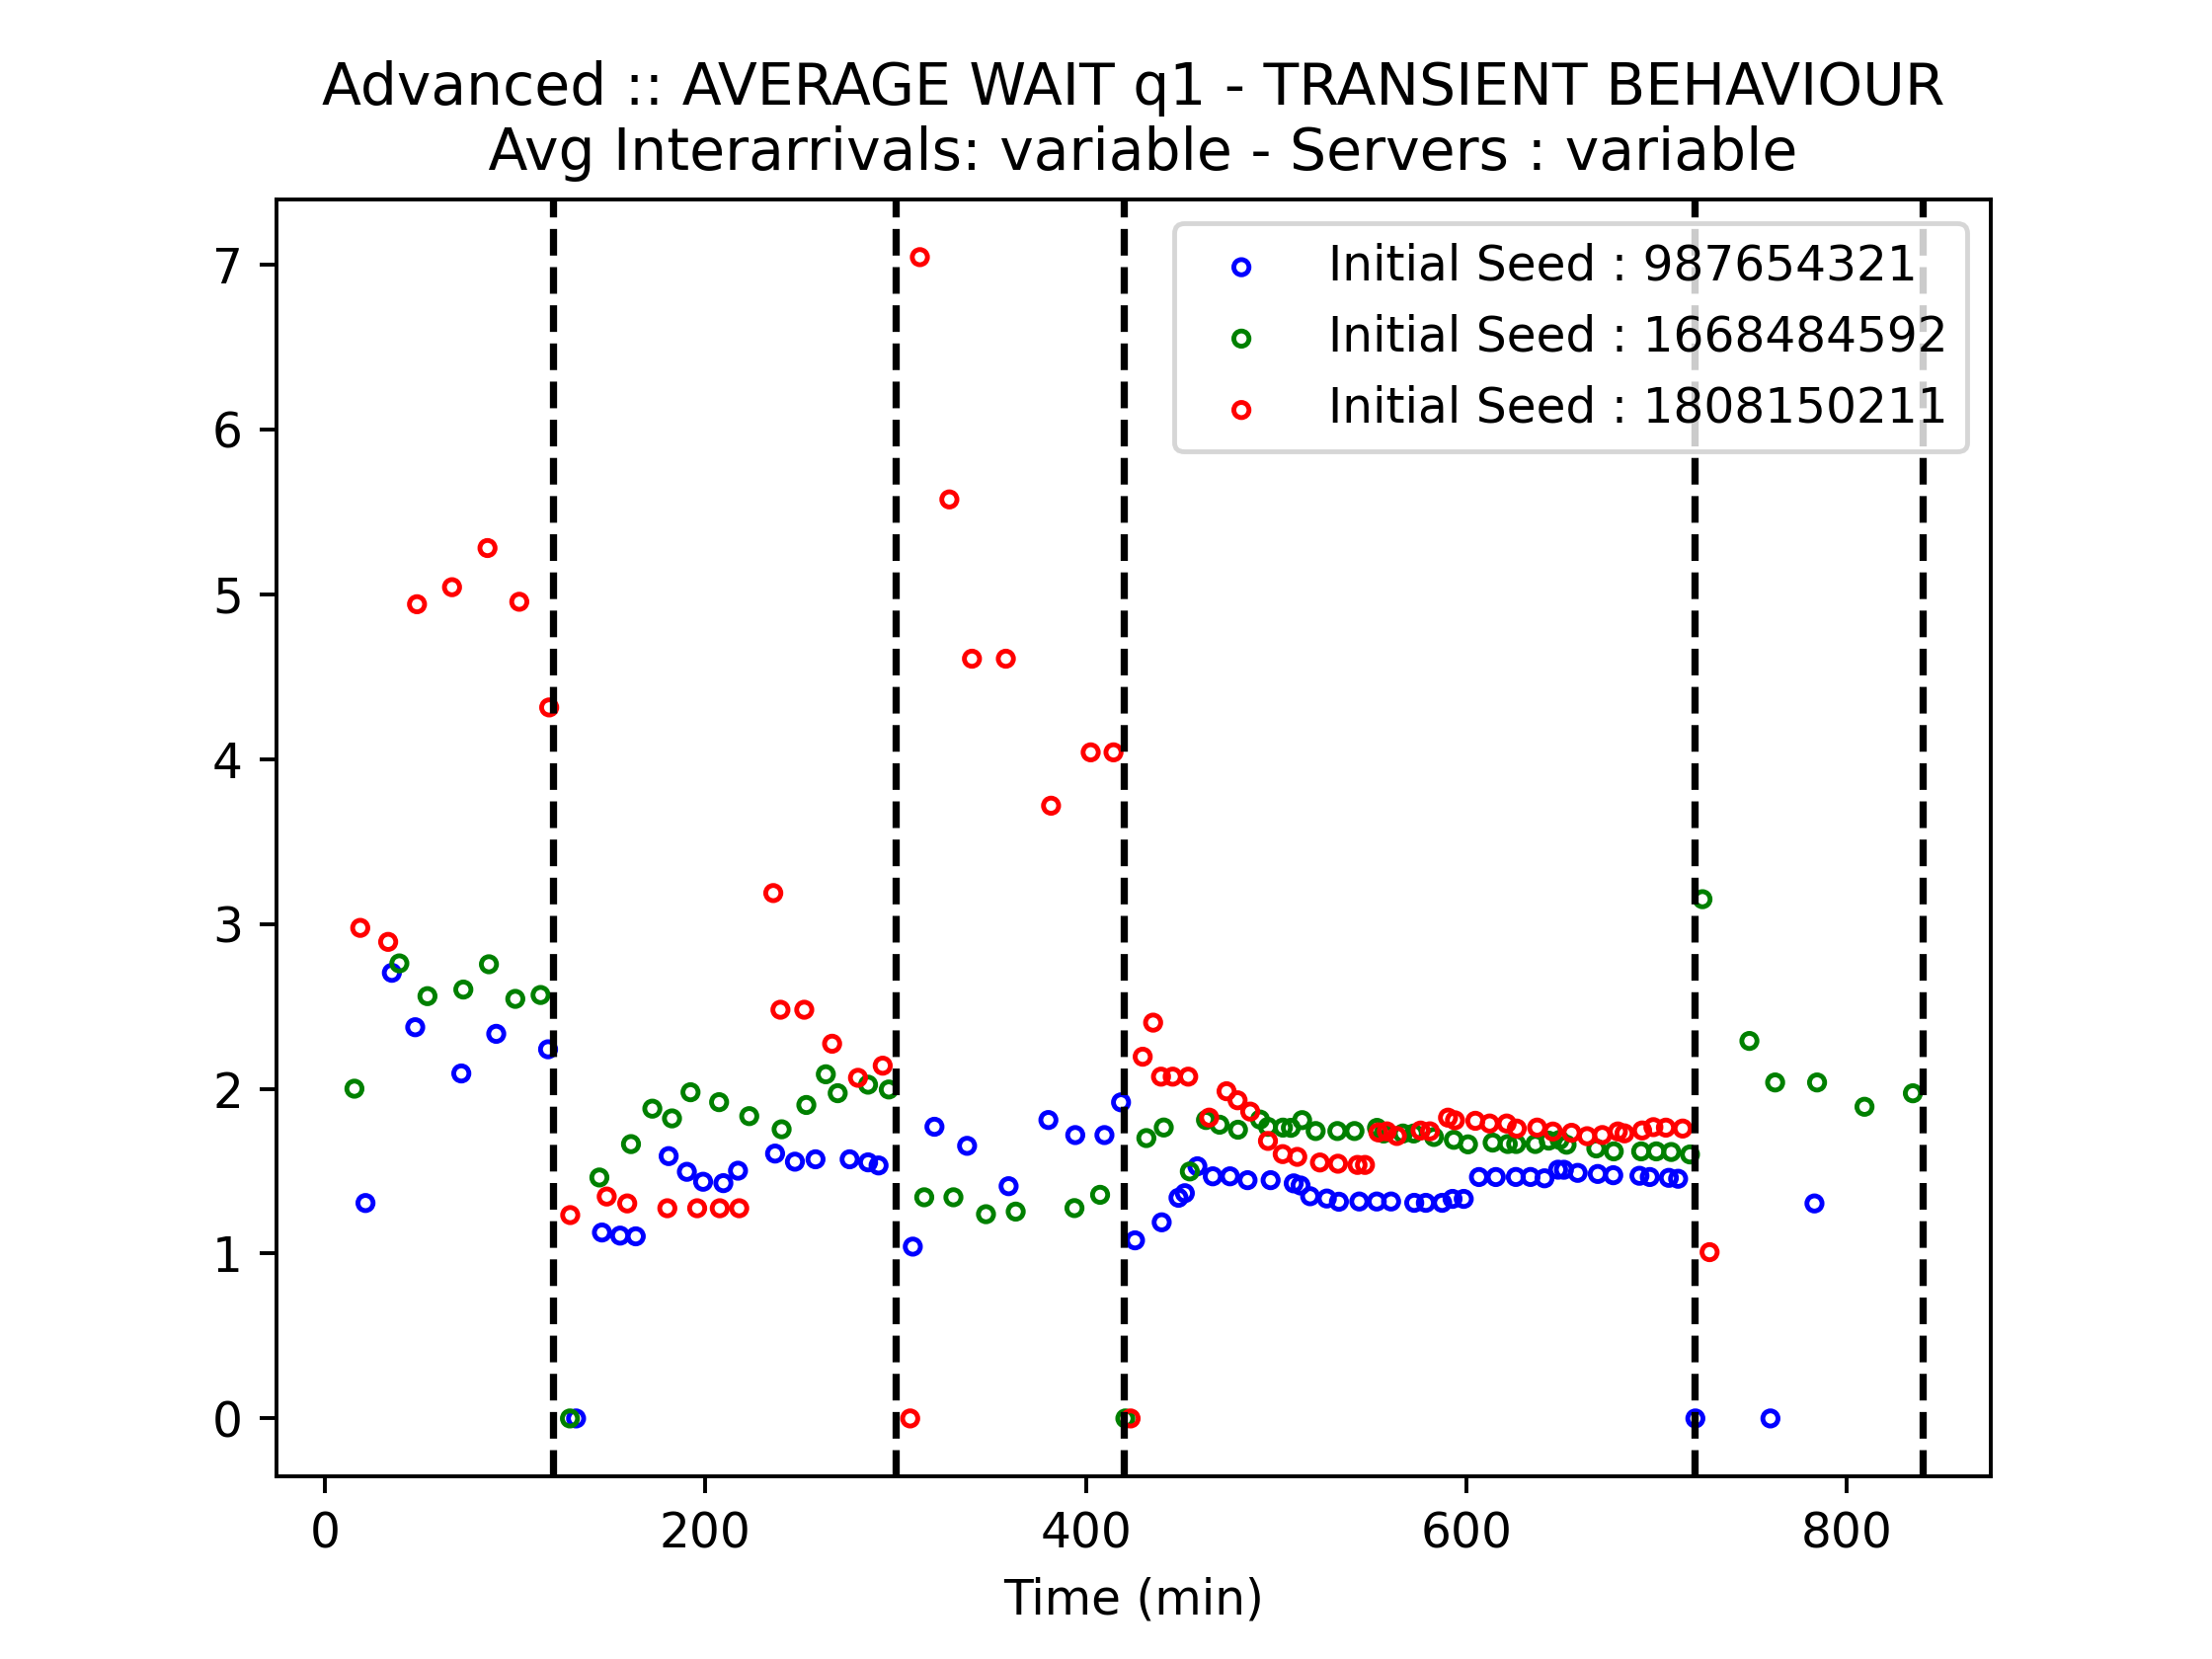 Advanced :: AVERAGE WAIT q1 - TRANSIENT BEHAVIOUR
Avg Interarrivals: variable - Servers : variable
Initial Seed : 987654321
Initial Seed : 1668484592
Initial Seed : 1808150211
7
6
5
4
3
2
1
0
0 200 400 600 800
Time (min)